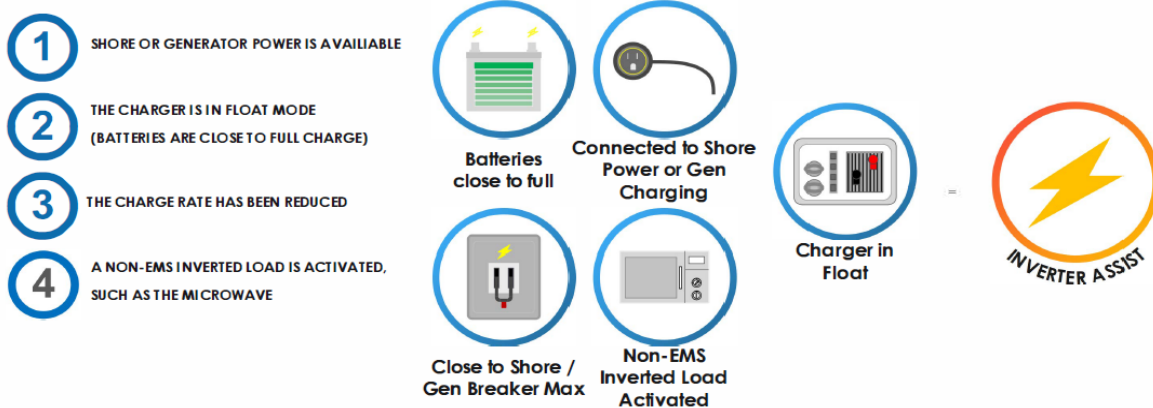 1
SHORE OR GENERATOR POWER IS AVAILIABLE
2
THE CHARGER IS IN FLOAT MODE
(BATTERIES ARE CLOSE TO FULL CHARGE)
3
THE CHARGE RATE HAS BEEN REDUCED
4
A NON-EMS INVERTED LOAD IS ACTIVATED,
SUCH AS THE MICROWAVE
Batteries
close to full
Connected to Shore
Power or Gen
Charging
Close to Shore /
Gen Breaker Max
Non-EMS
Inverted Load
Activated
Charger in
Float
=
INVERTER ASSIST